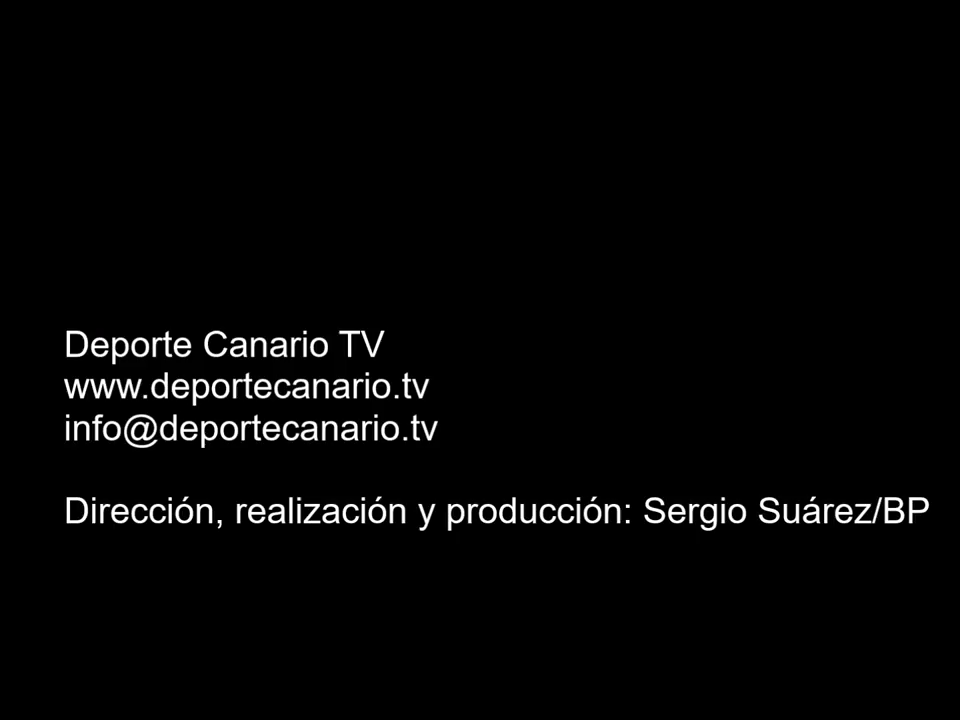 Deporte Canario TV
www.deportecanario.tv
info@deportecanario.tv
Dirección, realización y producción: Sergio Suárez/BP